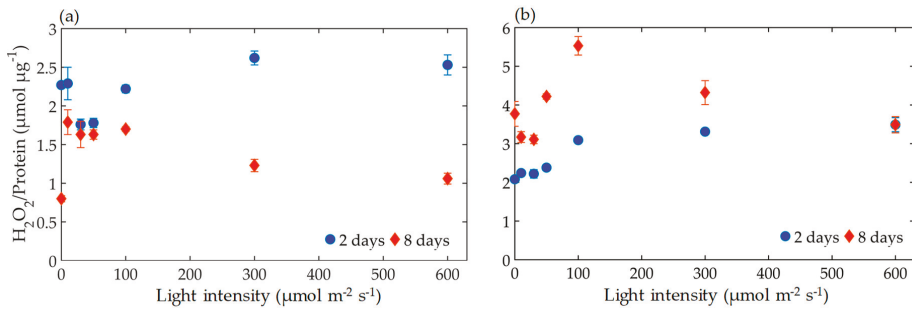 (a)
3
2.5
2
1.5
1
0.5
0
H₂O₂/Protein (µmol µg⁻¹)
2 days 8 days
0 100 200 300 400 500 600
Light intensity (µmol m⁻² s⁻¹)
(b)
6
5
4
3
2
1
0
2 days 8 days
0 100 200 300 400 500 600
Light intensity (µmol m⁻² s⁻¹)